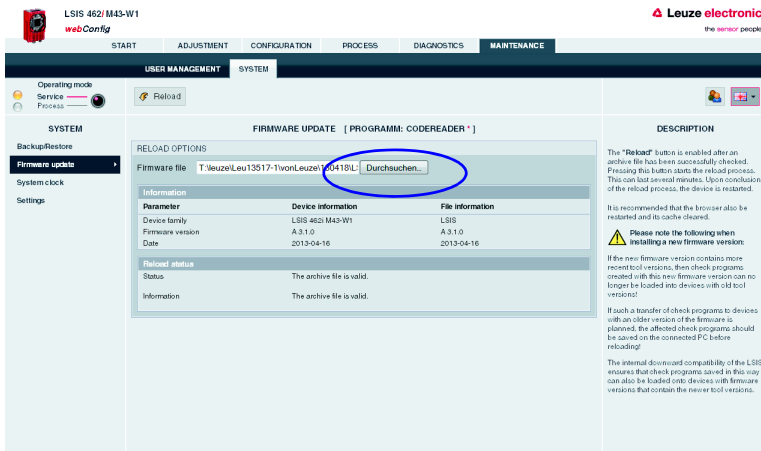 LSIS 462i M43-W1
webConfig
Leuze electronic
the sensor people
START
ADJUSTMENT
CONFIGURATION
PROCESS
DIAGNOSTICS
MAINTENANCE
USER MANAGEMENT
SYSTEM
Operating mode
Service
Process
Reload
SYSTEM
Backup/Restore
Firmware update
System clock
Settings
FIRMWARE UPDATE [ PROGRAMM: CODEREADER * ]
RELOAD OPTIONS
Firmware file T:\leuze\Leu13517-1\vonLeuze\130418\L: Durchsuchen...
Information
Parameter Device information File information
Device family LSIS 462i M43-W1 LSIS
Firmware version A 3.1.0 A 3.1.0
Date 2013-04-16 2013-04-16
Reload status
Status The archive file is valid.
Information The archive file is valid.
DESCRIPTION
The "Reload" button is enabled after an
archive file has been successfully checked.
Pressing this button starts the reload process.
This can last several minutes. Upon conclusion
of the reload process, the device is restarted.
It is recommended that the browser also be
restarted and its cache cleared.
Please note the following when
installing a new firmware version:
If the new firmware version contains more
recent tool versions, then check programs
created with this new firmware version can no
longer be loaded into devices with old tool
versions!
If such a transfer of check programs to devices
with an older version of the firmware is
planned, the affected check programs should
be saved on the connected PC before
reloading!
The internal downward compatibility of the LSIS
ensures that check programs saved in this way
can also be loaded onto devices with firmware
versions that contain the newer tool versions.